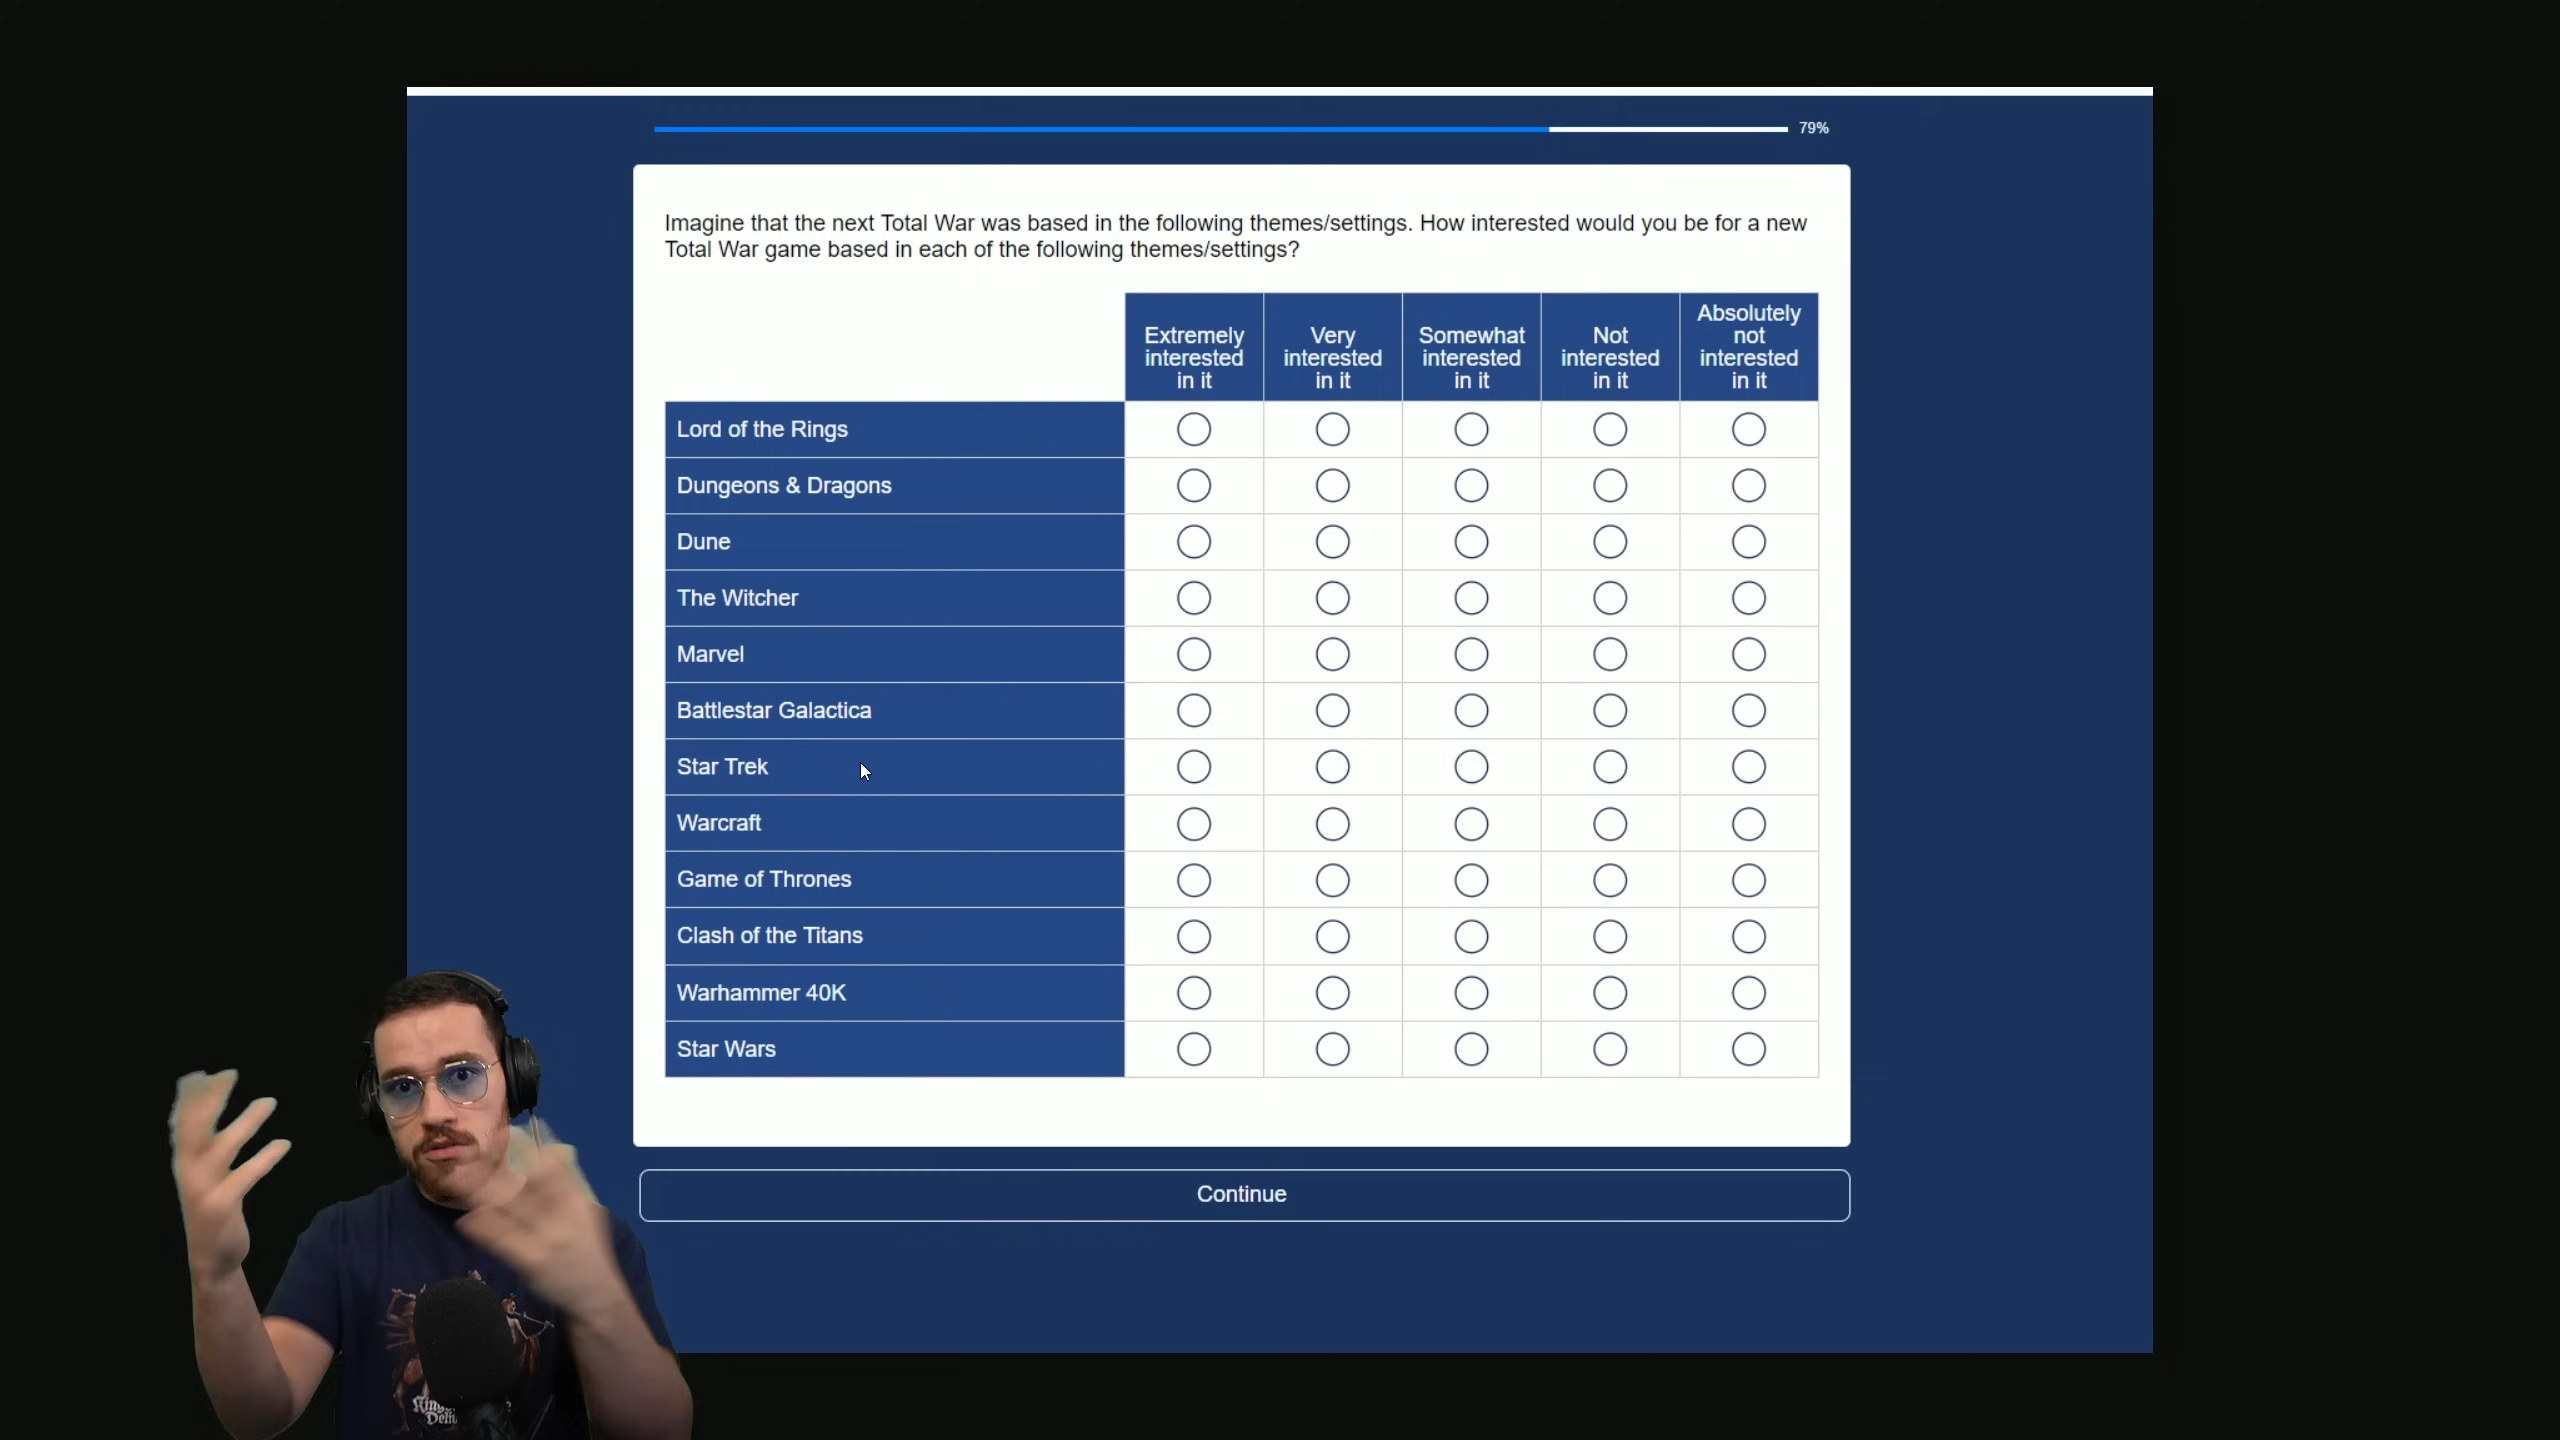 79%
Imagine that the next Total War was based in the following themes/settings. How interested would you be for a new
Total War game based in each of the following themes/settings?
Extremely interested in it
Very interested in it
Somewhat interested in it
Not interested in it
Absolutely not interested in it
Lord of the Rings
Dungeons & Dragons
Dune
The Witcher
Marvel
Battlestar Galactica
Star Trek
Warcraft
Game of Thrones
Clash of the Titans
Warhammer 40K
Star Wars
Continue